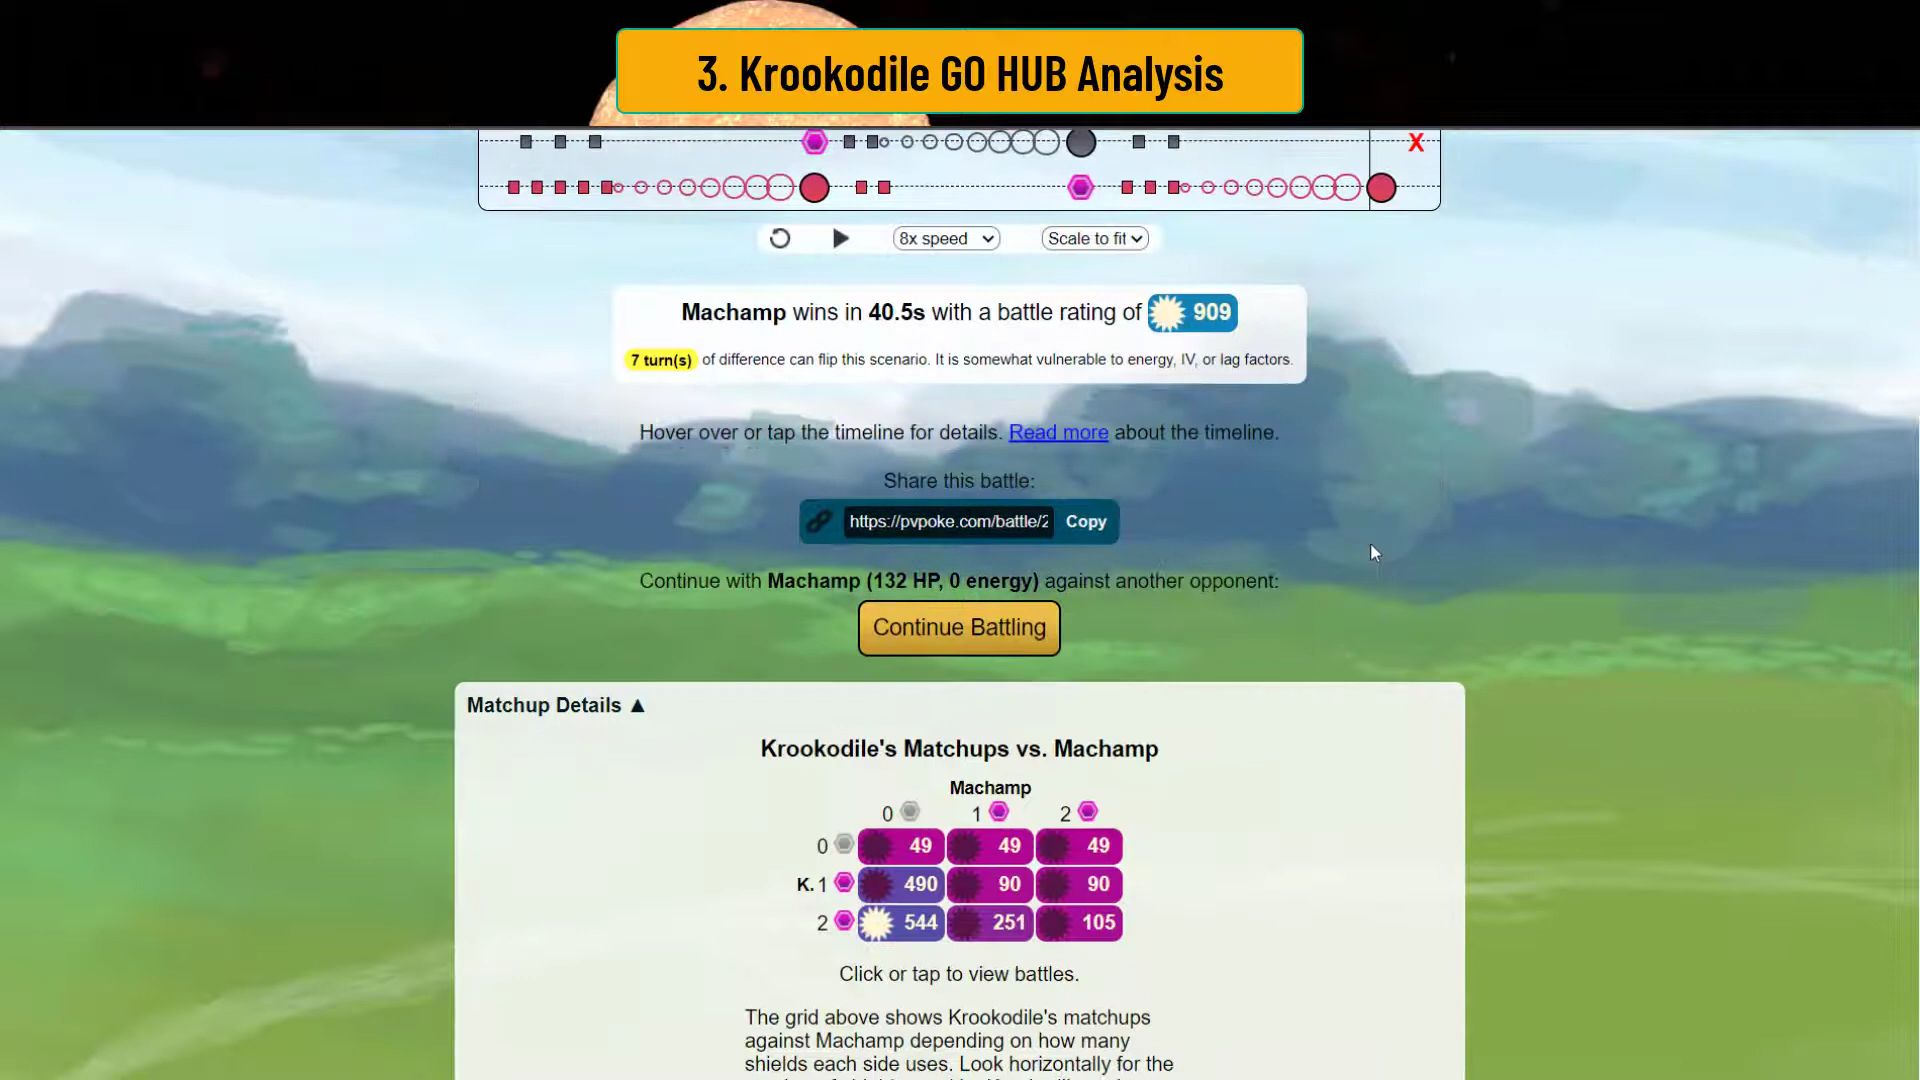 3. Krookodile GO HUB Analysis
X
8x speed
Scale to fit
Machamp wins in 40.5s with a battle rating of 909
7 turn(s) of difference can flip this scenario. It is somewhat vulnerable to energy, IV, or lag factors.
Hover over or tap the timeline for details. Read more about the timeline.
Share this battle:
https://pvpoke.com/battle/2 Copy
Continue with Machamp (132 HP, 0 energy) against another opponent:
Continue Battling
Matchup Details ▲
Krookodile's Matchups vs. Machamp
Machamp
0 1 2
0 49 49 49
K. 1 490 90 90
2 544 251 105
Click or tap to view battles.
The grid above shows Krookodile's matchups
against Machamp depending on how many
shields each side uses. Look horizontally for the